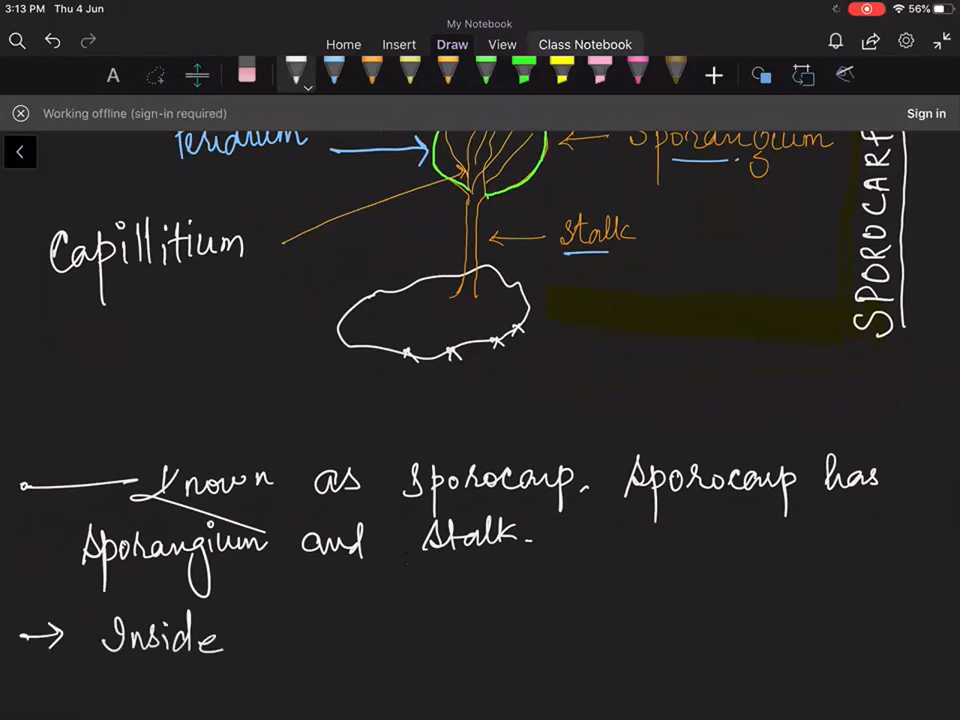 3:13 PM Thu 4 Jun
56%
My Notebook
Home Insert Draw View Class Notebook
A
Working offline (sign-in required)
Sign in
Peridium
Sporangium
SPOROCARP
Capillitium
Stalk
Known as Sporocarp. Sporocarp has
Sporangium and Stalk.
→ Inside